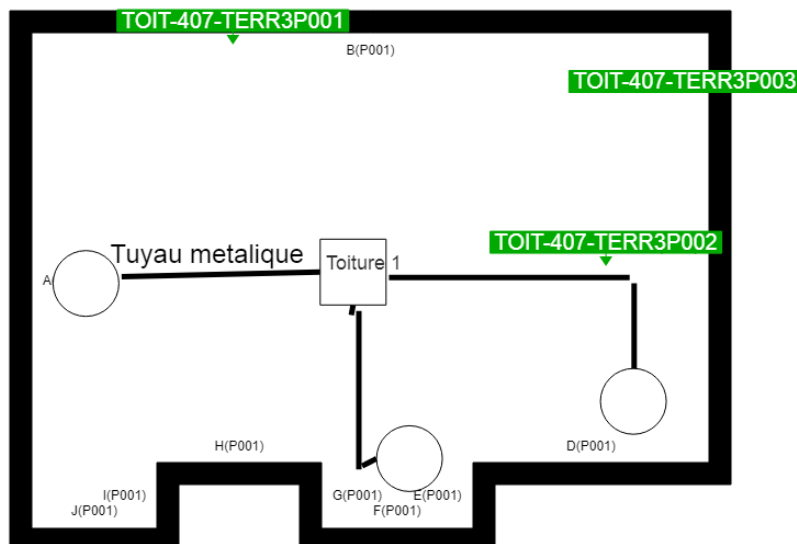 TOIT-407-TERR3P001
B(P001)
TOIT-407-TERR3P003
TOIT-407-TERR3P002
Tuyau metalique
Toiture 1
A
H(P001)
D(P001)
I(P001)
G(P001)
E(P001)
J(P001)
F(P001)